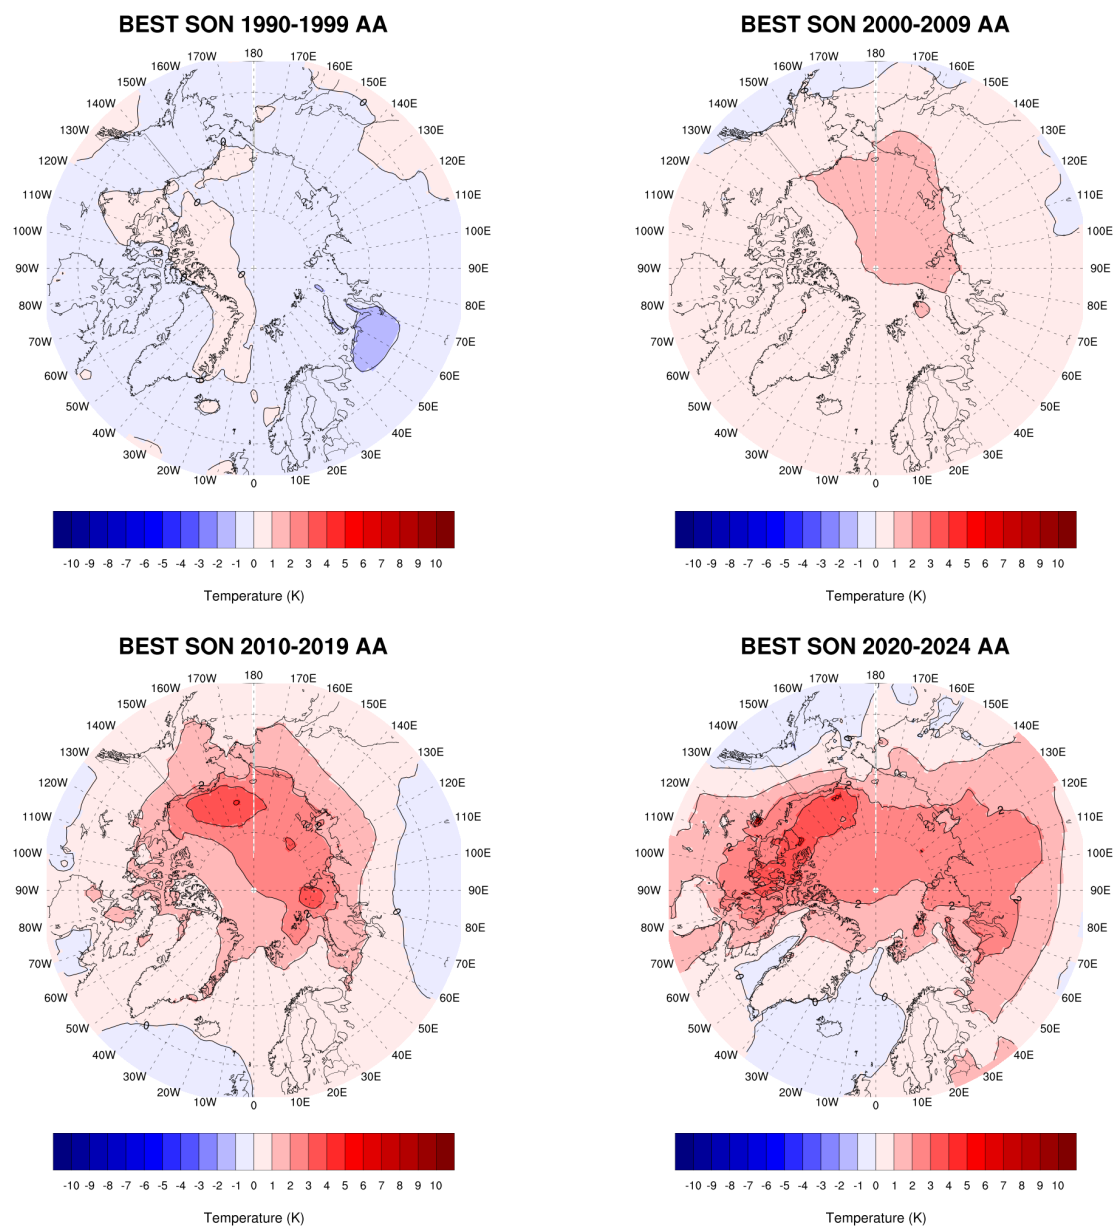 BEST SON 1990-1999 AA
180
170W 170E
160W 160E
150W 150E
140W 140E
130W 130E
120W 120E
110W 110E
100W 100E
90W 90E
80W 80E
70W 70E
60W 60E
50W 50E
40W 40E
30W 30E
20W 20E
10W 10E
0
-10 -9 -8 -7 -6 -5 -4 -3 -2 -1 0 1 2 3 4 5 6 7 8 9 10
Temperature (K)
BEST SON 2000-2009 AA
180
170W 170E
160W 160E
150W 150E
140W 140E
130W 130E
120W 120E
110W 110E
100W 100E
90W 90E
80W 80E
70W 70E
60W 60E
50W 50E
40W 40E
30W 30E
20W 20E
10W 10E
0
-10 -9 -8 -7 -6 -5 -4 -3 -2 -1 0 1 2 3 4 5 6 7 8 9 10
Temperature (K)
BEST SON 2010-2019 AA
180
170W 170E
160W 160E
150W 150E
140W 140E
130W 130E
120W 120E
110W 110E
100W 100E
90W 90E
80W 80E
70W 70E
60W 60E
50W 50E
40W 40E
30W 30E
20W 20E
10W 10E
0
-10 -9 -8 -7 -6 -5 -4 -3 -2 -1 0 1 2 3 4 5 6 7 8 9 10
Temperature (K)
BEST SON 2020-2024 AA
180
170W 170E
160W 160E
150W 150E
140W 140E
130W 130E
120W 120E
110W 110E
100W 100E
90W 90E
80W 80E
70W 70E
60W 60E
50W 50E
40W 40E
30W 30E
20W 20E
10W 10E
0
-10 -9 -8 -7 -6 -5 -4 -3 -2 -1 0 1 2 3 4 5 6 7 8 9 10
Temperature (K)